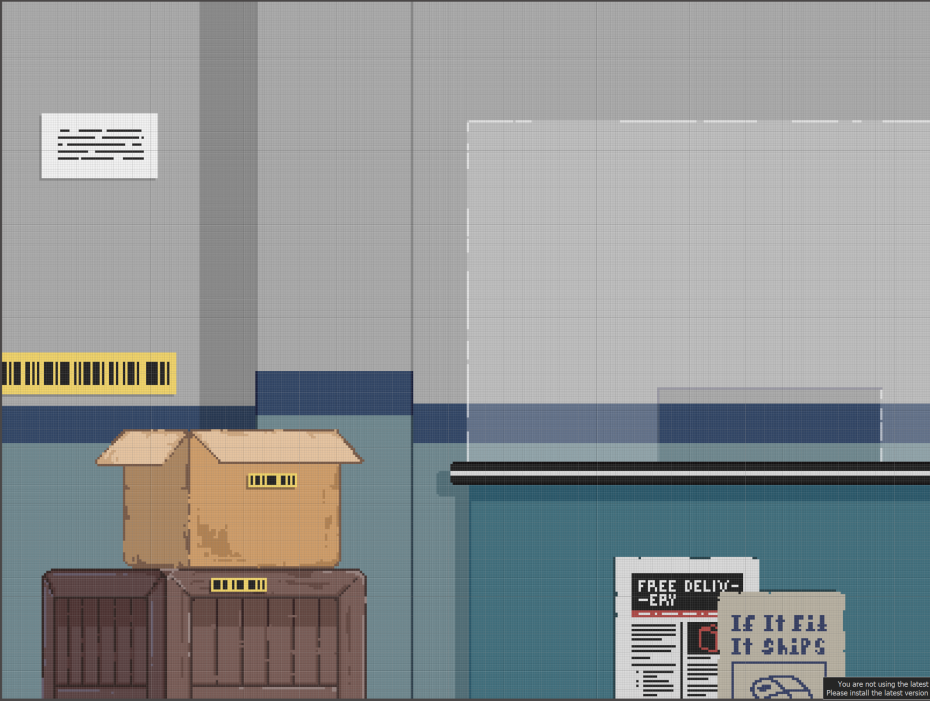 FREE DELIV-
-ERY
If It Fit
It Ships
You are not using the latest
Please install the latest version